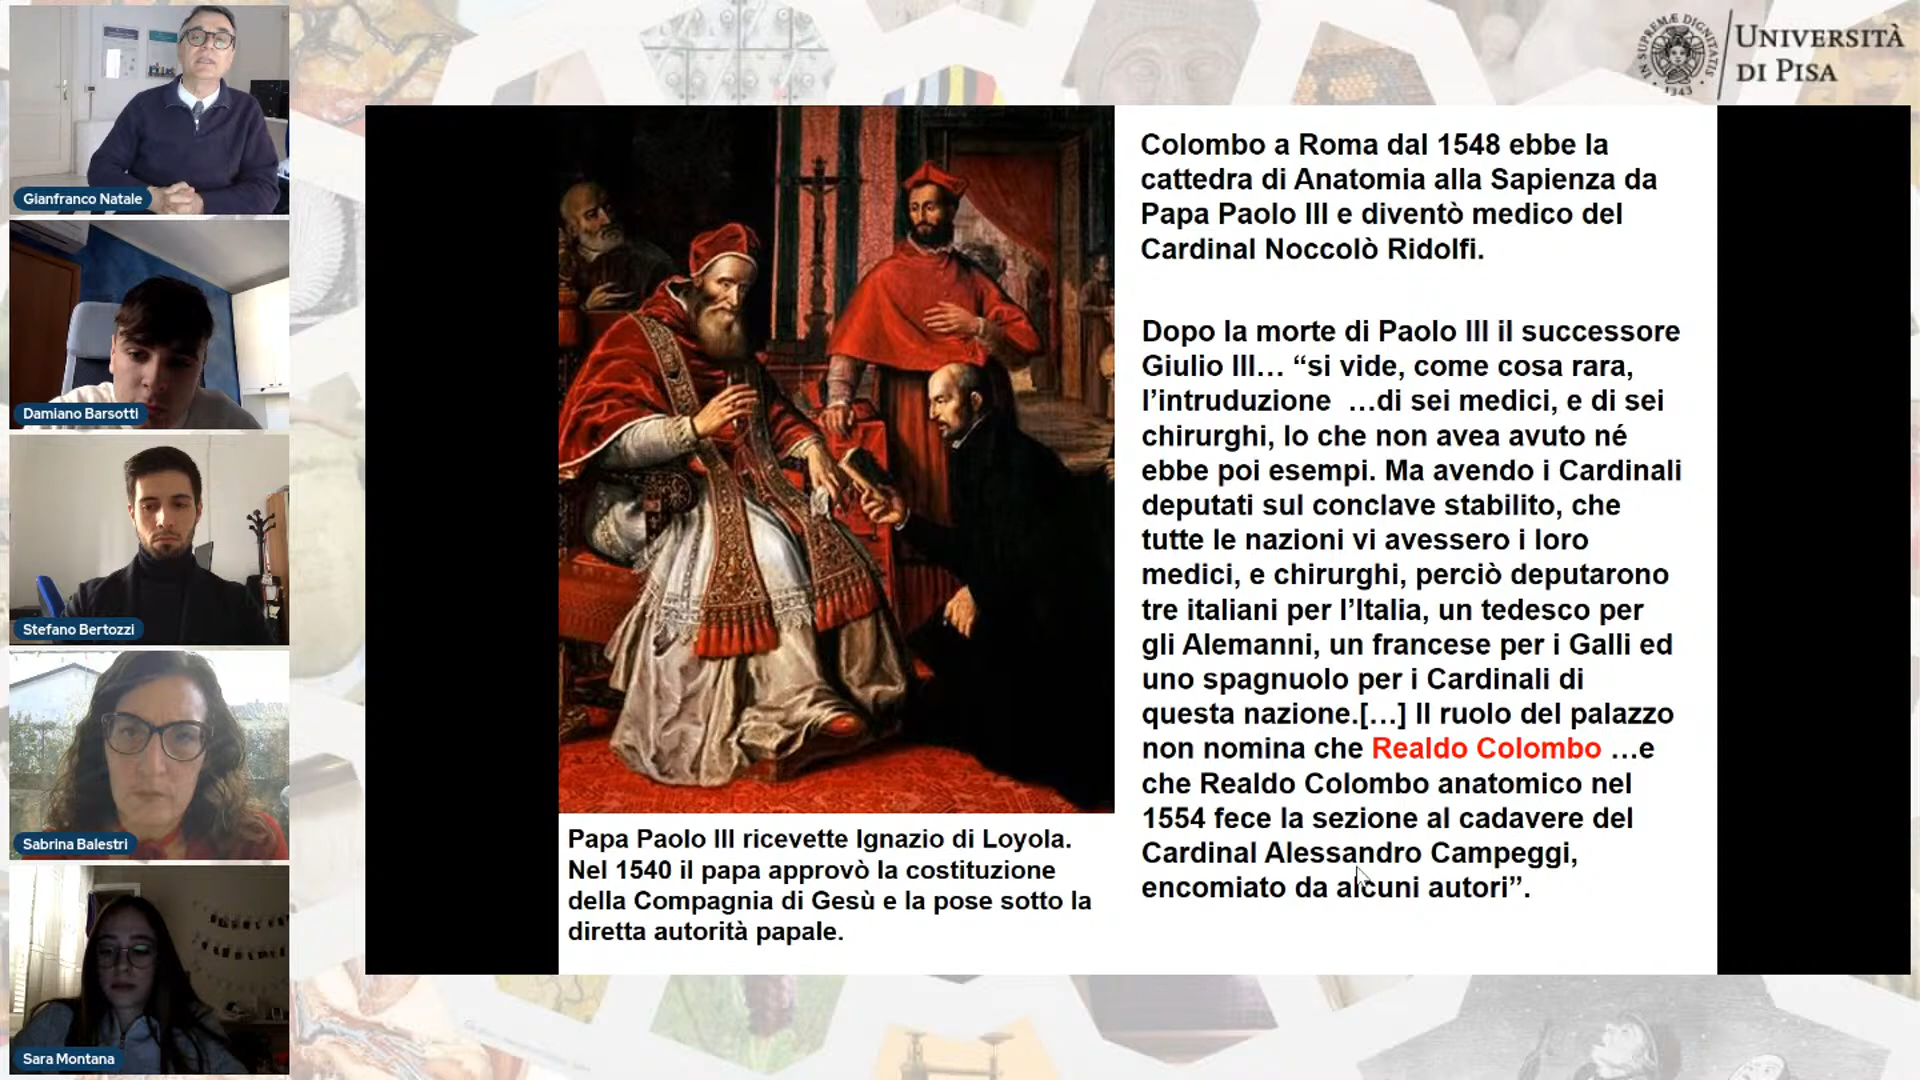 Gianfranco Natale
Damiano Barsotti
Stefano Bertozzi
Sabrina Balestri
Sara Montana
IN SUPREMÆ DIGNITATIS
1343
UNIVERSITÀ
DI PISA
Colombo a Roma dal 1548 ebbe la
cattedra di Anatomia alla Sapienza da
Papa Paolo III e diventò medico del
Cardinal Noccolò Ridolfi.
Dopo la morte di Paolo III il successore
Giulio III… “si vide, come cosa rara,
l’intruduzione …di sei medici, e di sei
chirurghi, lo che non avea avuto né
ebbe poi esempi. Ma avendo i Cardinali
deputati sul conclave stabilito, che
tutte le nazioni vi avessero i loro
medici, e chirurghi, perciò deputarono
tre italiani per l’Italia, un tedesco per
gli Alemanni, un francese per i Galli ed
uno spagnuolo per i Cardinali di
questa nazione.[…] Il ruolo del palazzo
non nomina che Realdo Colombo …e
che Realdo Colombo anatomico nel
1554 fece la sezione al cadavere del
Cardinal Alessandro Campeggi,
encomiato da alcuni autori”.
Papa Paolo III ricevette Ignazio di Loyola.
Nel 1540 il papa approvò la costituzione
della Compagnia di Gesù e la pose sotto la
diretta autorità papale.